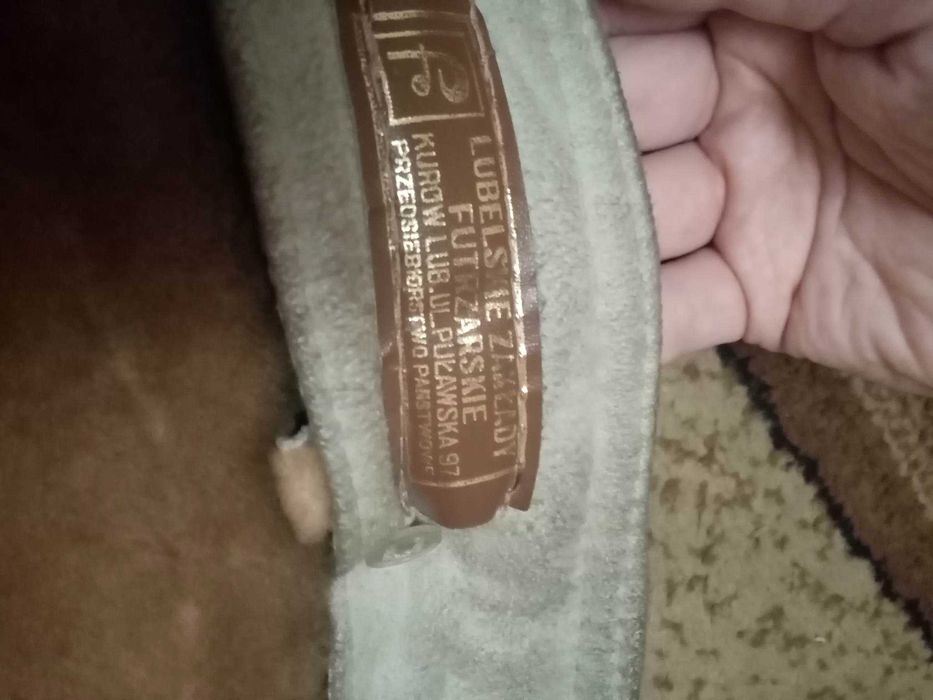 LUBELSKIE ZAKŁADY
FUTRZARSKIE
KURÓW LUB. UL. PUŁAWSKA 97
PRZEDSIĘBIORSTWO PAŃSTWOWE